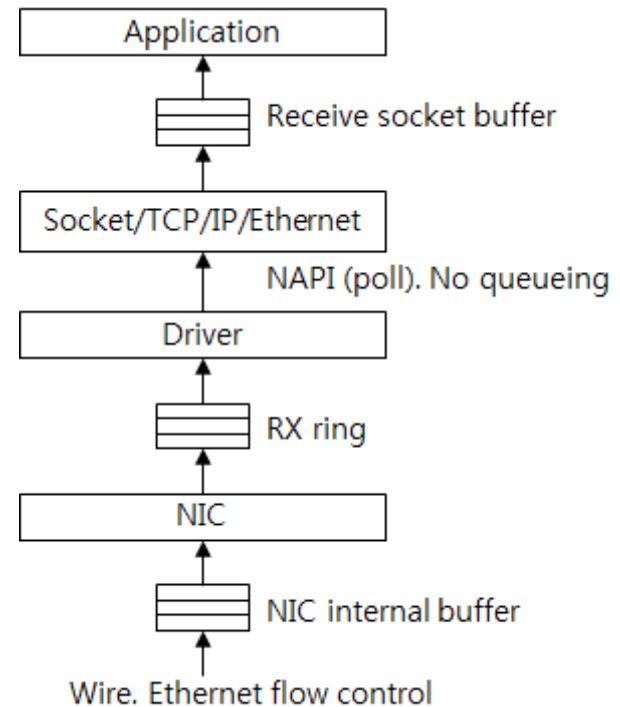 Application
Receive socket buffer
Socket/TCP/IP/Ethernet
NAPI (poll). No queueing
Driver
RX ring
NIC
NIC internal buffer
Wire. Ethernet flow control